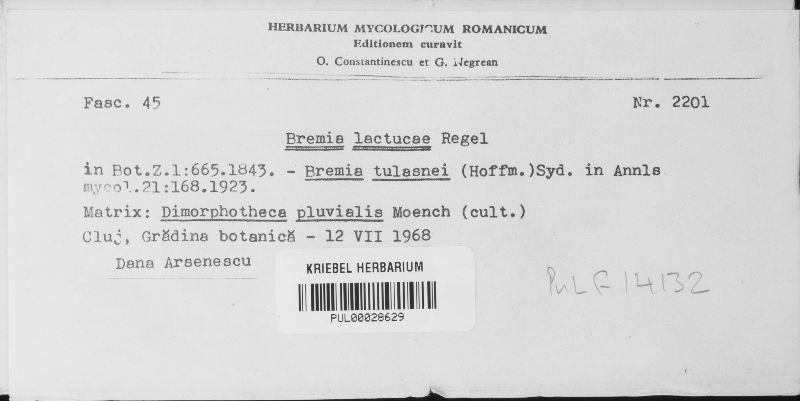 HERBARIUM MYCOLOGICUM ROMANICUM
Editionem curavit
O. Constantinescu et G. Negrean
Fasc. 45 Nr. 2201
Bremia lactucae Regel
in Bot.Z.1:665.1843. - Bremia tulasnei (Hoffm.)Syd. in Annls
mycol.21:168.1923.
Matrix: Dimorphotheca pluvialis Moench (cult.)
Cluj, Grădina botanică - 12 VII 1968
Dana Arsenescu
KRIEBEL HERBARIUM
PUL00028629
PUL F 14132